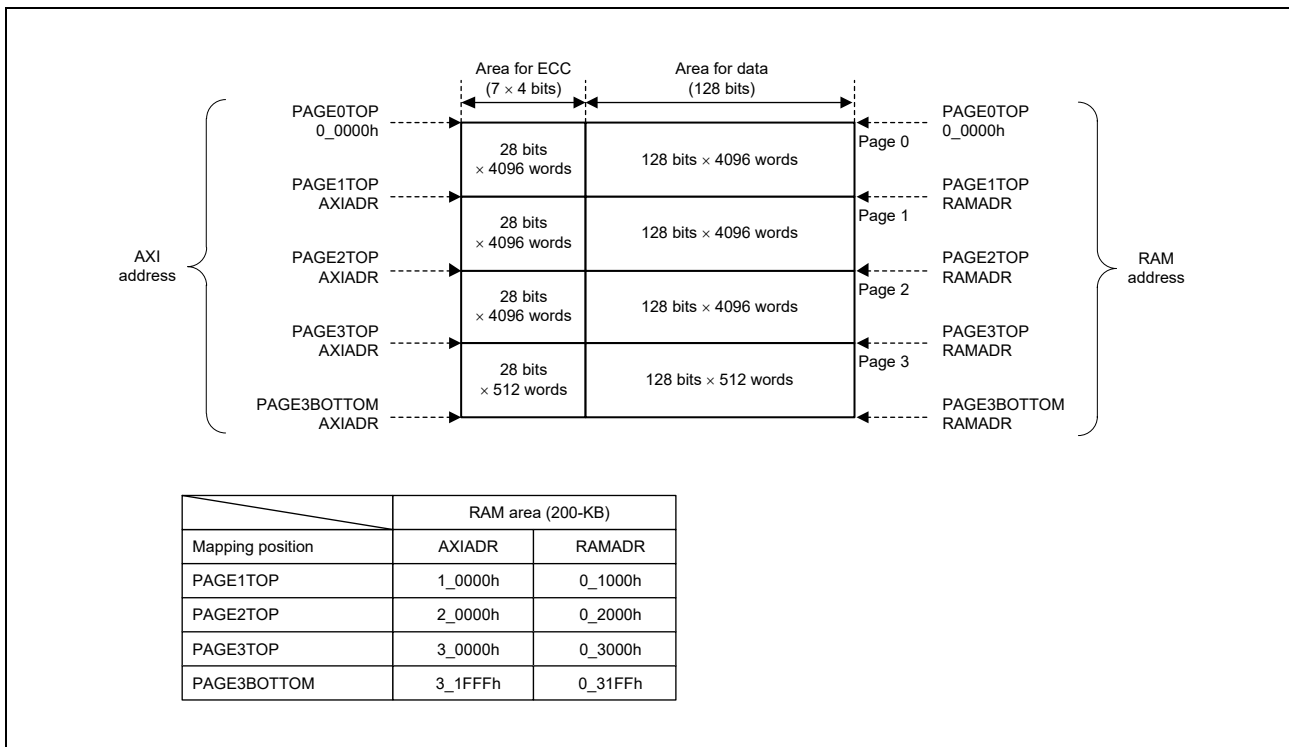 Area for ECC
(7 × 4 bits)
Area for data
(128 bits)
PAGE0TOP
0_0000h
PAGE0TOP
0_0000h
Page 0
28 bits
× 4096 words
128 bits × 4096 words
PAGE1TOP
AXIADR
PAGE1TOP
RAMADR
Page 1
28 bits
× 4096 words
128 bits × 4096 words
AXI
address
PAGE2TOP
AXIADR
PAGE2TOP
RAMADR
RAM
address
Page 2
28 bits
× 4096 words
128 bits × 4096 words
PAGE3TOP
AXIADR
PAGE3TOP
RAMADR
Page 3
28 bits
× 512 words
128 bits × 512 words
PAGE3BOTTOM
AXIADR
PAGE3BOTTOM
RAMADR
RAM area (200-KB)
Mapping position AXIADR RAMADR
PAGE1TOP 1_0000h 0_1000h
PAGE2TOP 2_0000h 0_2000h
PAGE3TOP 3_0000h 0_3000h
PAGE3BOTTOM 3_1FFFh 0_31FFh